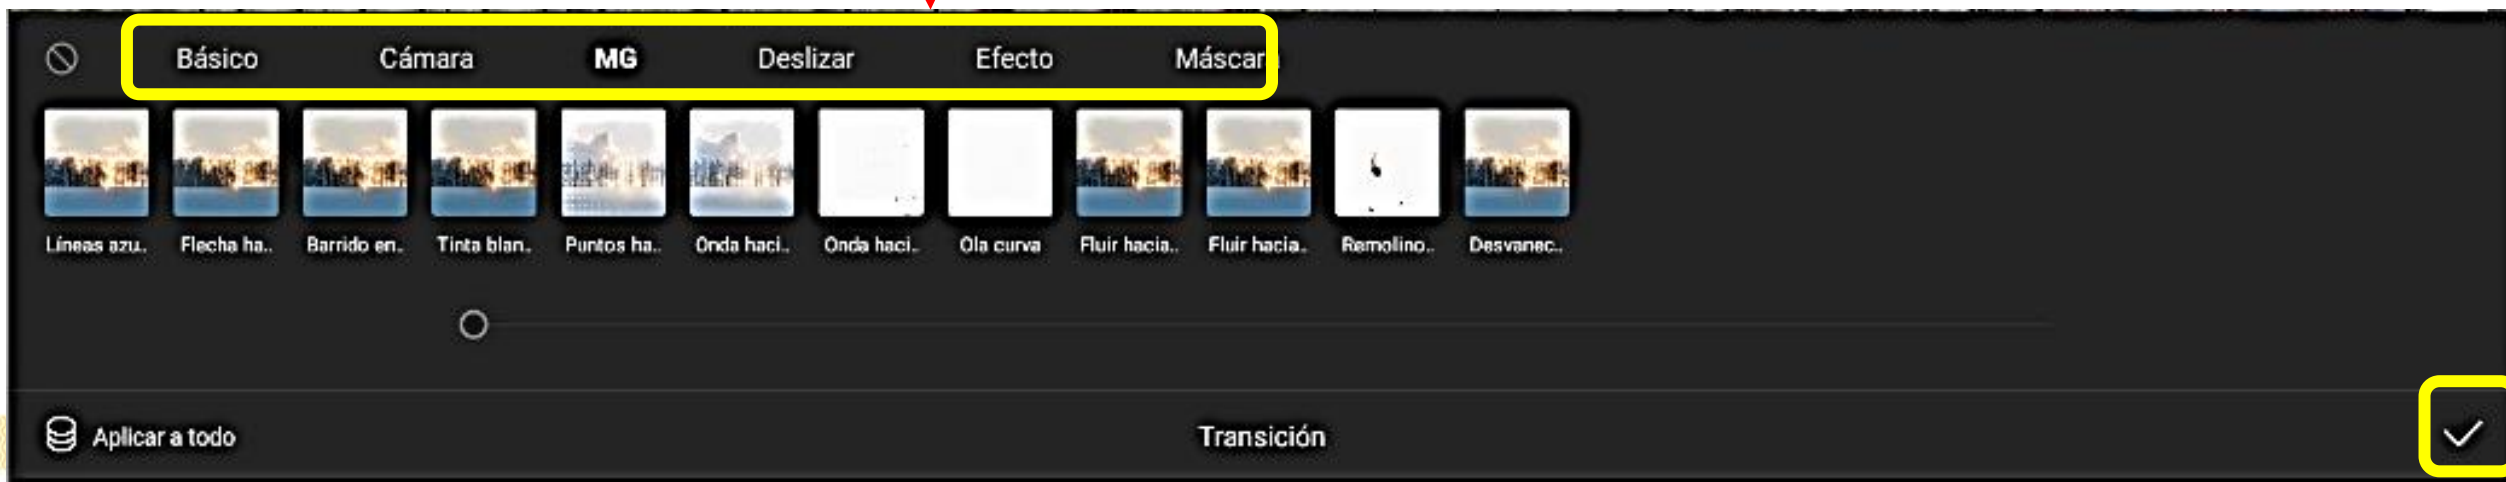 Básico Cámara MG Deslizar Efecto Máscara
Líneas azu.. Flecha ha.. Barrido en.. Tinta blan.. Puntos ha.. Onda haci.. Onda haci.. Ola curva Fluir hacia.. Fluir hacia.. Remolino.. Desvanec..
Aplicar a todo Transición